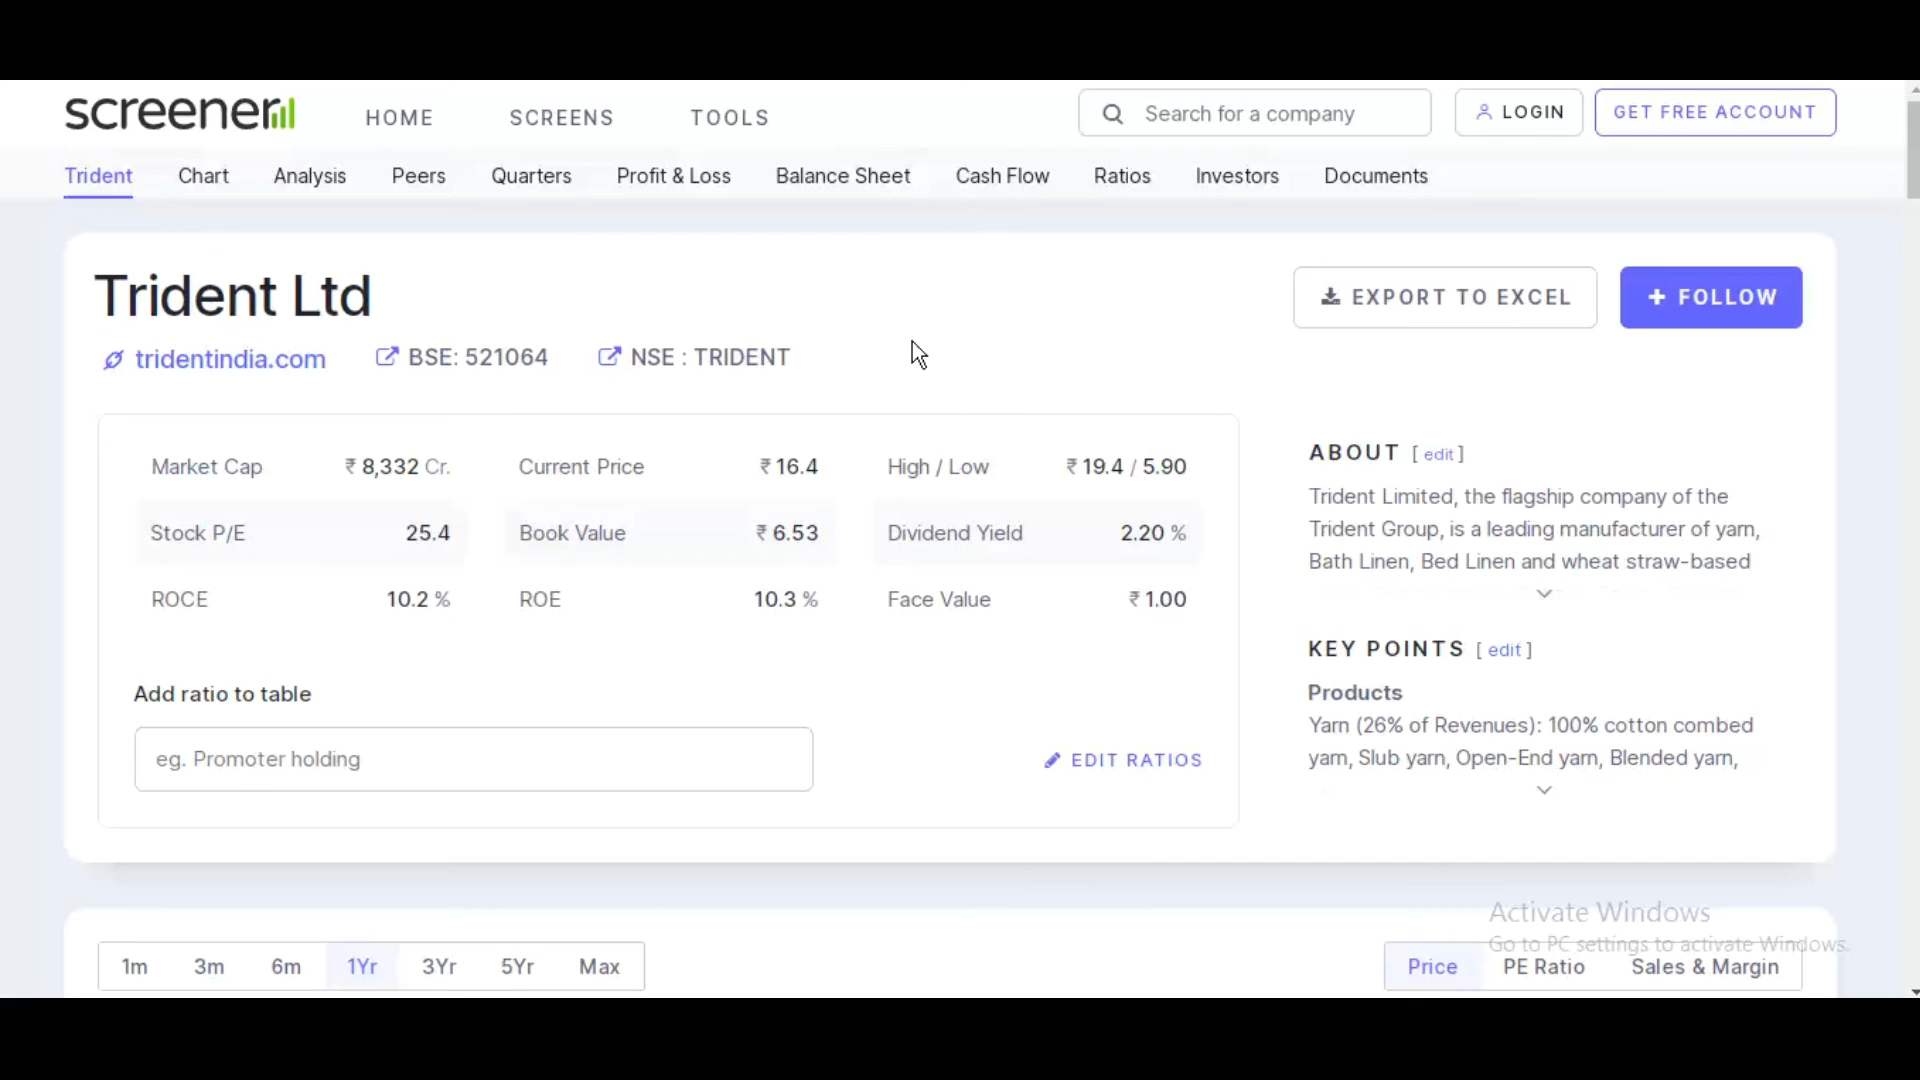 screener
HOME SCREENS TOOLS
Search for a company
LOGIN
GET FREE ACCOUNT
Trident Chart Analysis Peers Quarters Profit & Loss Balance Sheet Cash Flow Ratios Investors Documents
Trident Ltd
EXPORT TO EXCEL
+ FOLLOW
tridentindia.com BSE: 521064 NSE : TRIDENT
Market Cap ₹ 8,332 Cr. Current Price ₹ 16.4 High / Low ₹ 19.4 / 5.90
Stock P/E 25.4 Book Value ₹ 6.53 Dividend Yield 2.20 %
ROCE 10.2 % ROE 10.3 % Face Value ₹ 1.00
Add ratio to table
eg. Promoter holding
EDIT RATIOS
ABOUT [ edit ]
Trident Limited, the flagship company of the
Trident Group, is a leading manufacturer of yarn,
Bath Linen, Bed Linen and wheat straw-based
KEY POINTS [ edit ]
Products
Yarn (26% of Revenues): 100% cotton combed
yarn, Slub yarn, Open-End yarn, Blended yarn,
Activate Windows
Go to PC settings to activate Windows.
1m 3m 6m 1Yr 3Yr 5Yr Max
Price PE Ratio Sales & Margin